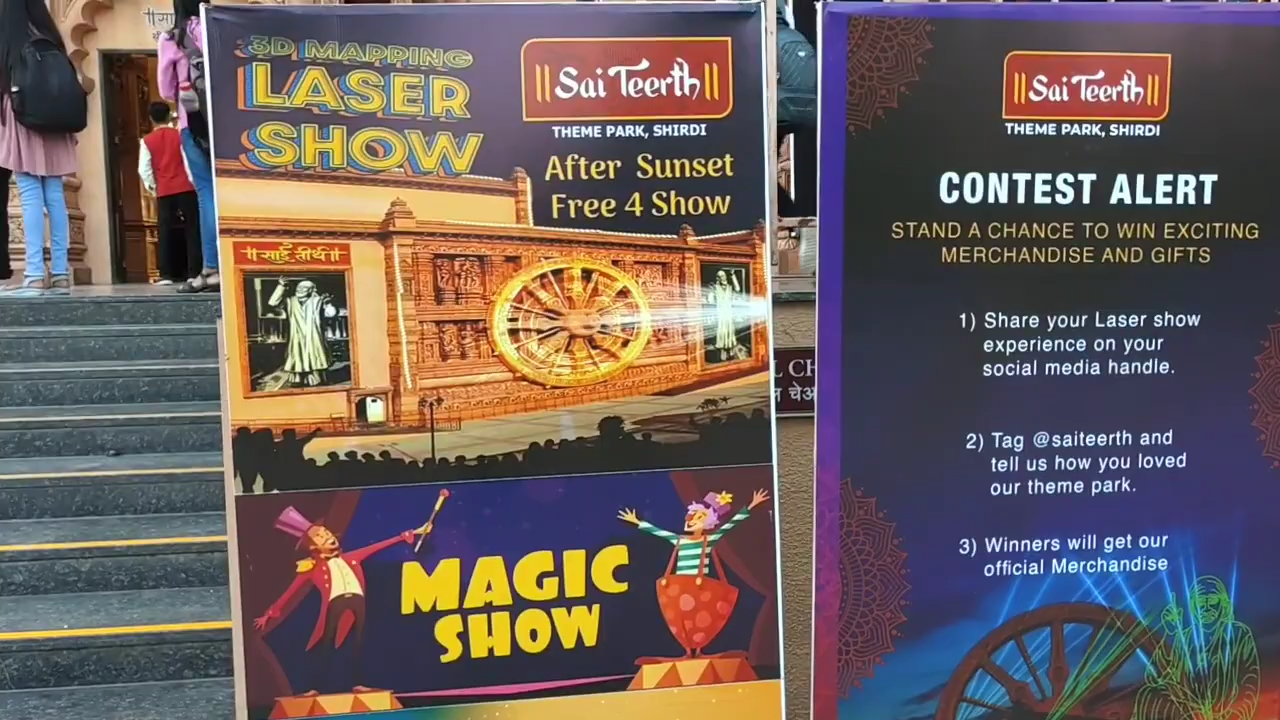 3D MAPPING
LASER
SHOW
||Sai Teerth||
THEME PARK, SHIRDI
After Sunset
Free 4 Show
||साई तीर्थ||
MAGIC
SHOW
||Sai Teerth||
THEME PARK, SHIRDI
CONTEST ALERT
STAND A CHANCE TO WIN EXCITING
MERCHANDISE AND GIFTS
1) Share your Laser show
experience on your
social media handle.
2) Tag @saiteerth and
tell us how you loved
our theme park.
3) Winners will get our
official Merchandise